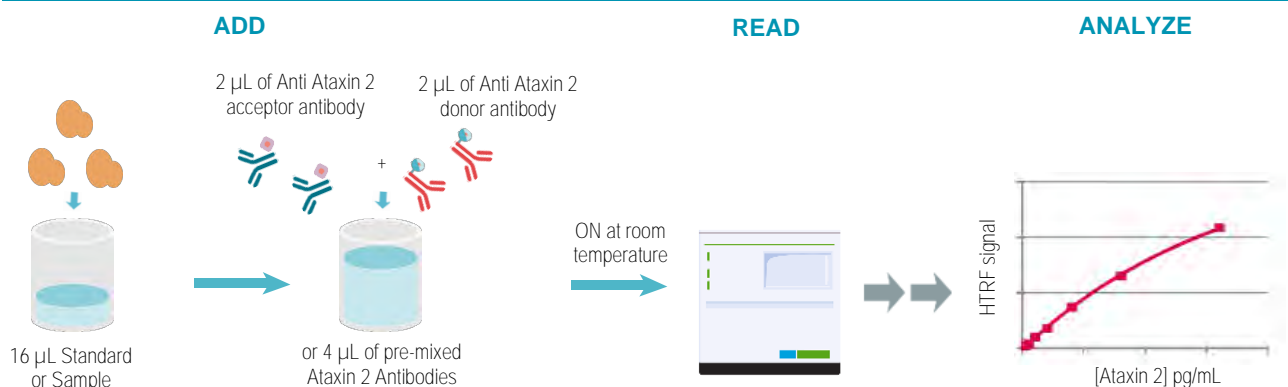 ADD
READ
ANALYZE
2 µL of Anti Ataxin 2
acceptor antibody
2 µL of Anti Ataxin 2
donor antibody
+
16 µL Standard
or Sample
or 4 µL of pre-mixed
Ataxin 2 Antibodies
ON at room
temperature
HTRF signal
[Ataxin 2] pg/mL